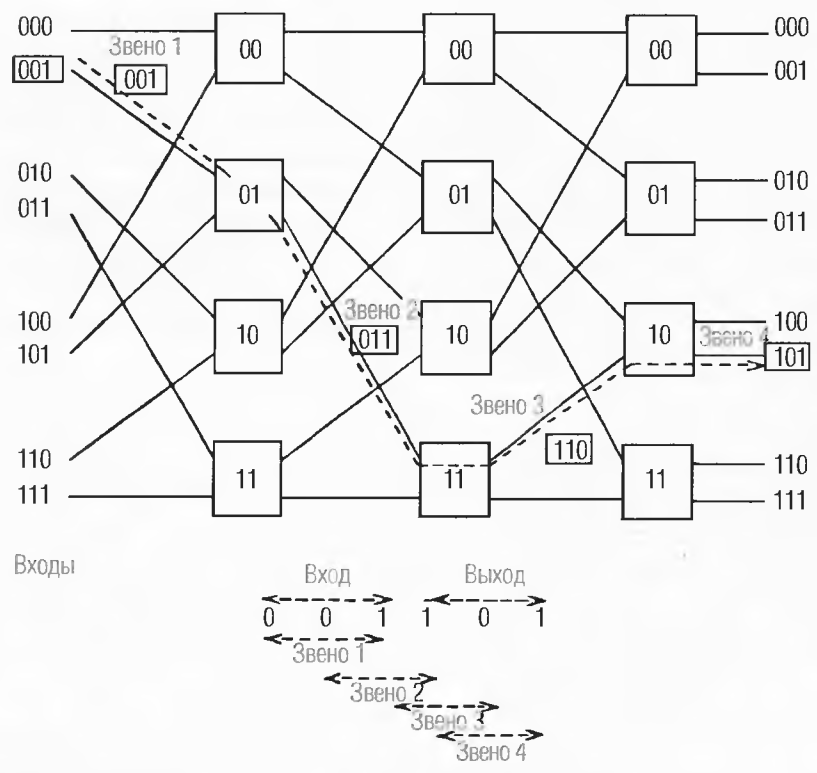 000 00 00 00 000
Звено 1
001 001 001
010 01 01 01 010
011 011
Звено 2
100 10 10 10 100
011 Звено 4
101 101
Звено 3
110 110 110
111 11 11 11 111
Входы
Вход Выход
0 0 1 1 0 1
Звено 1
Звено 2
Звено 3
Звено 4